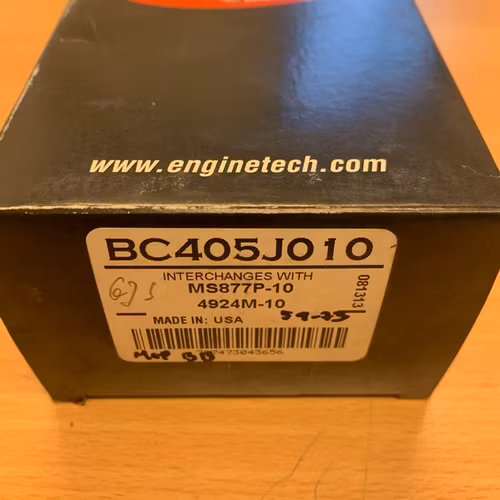 www.enginetech.com
BC405J010
INTERCHANGES WITH
MS877P-10
4924M-10
081313
MADE IN: USA